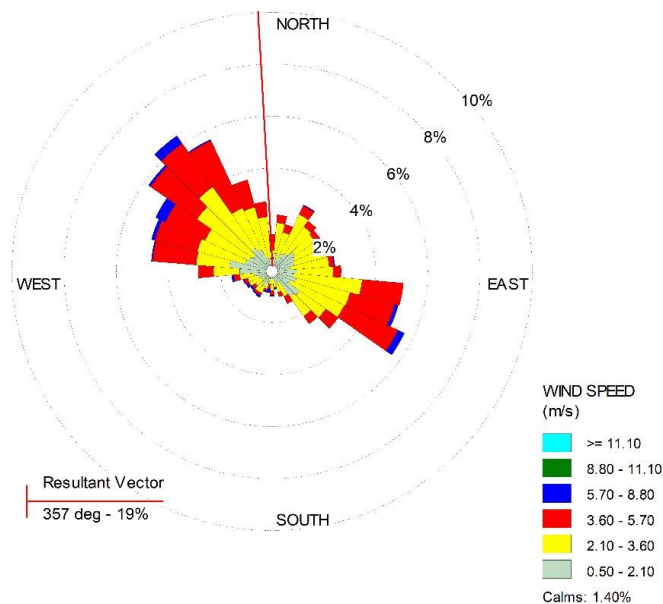 NORTH
10%
8%
6%
4%
2%
WEST
EAST
WIND SPEED
(m/s)
>= 11.10
8.80 - 11.10
5.70 - 8.80
3.60 - 5.70
2.10 - 3.60
0.50 - 2.10
Calms: 1.40%
Resultant Vector
357 deg - 19%
SOUTH